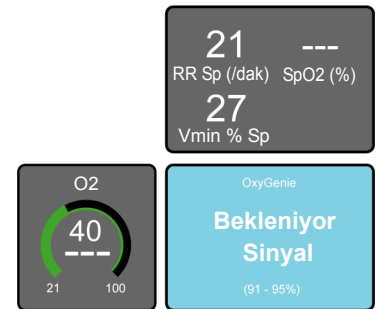 21 ---
RR Sp (/dak) SpO2 (%)
27
Vmin % Sp
O2
40
---
21 100
OxyGenie
Bekleniyor
Sinyal
(91 - 95%)